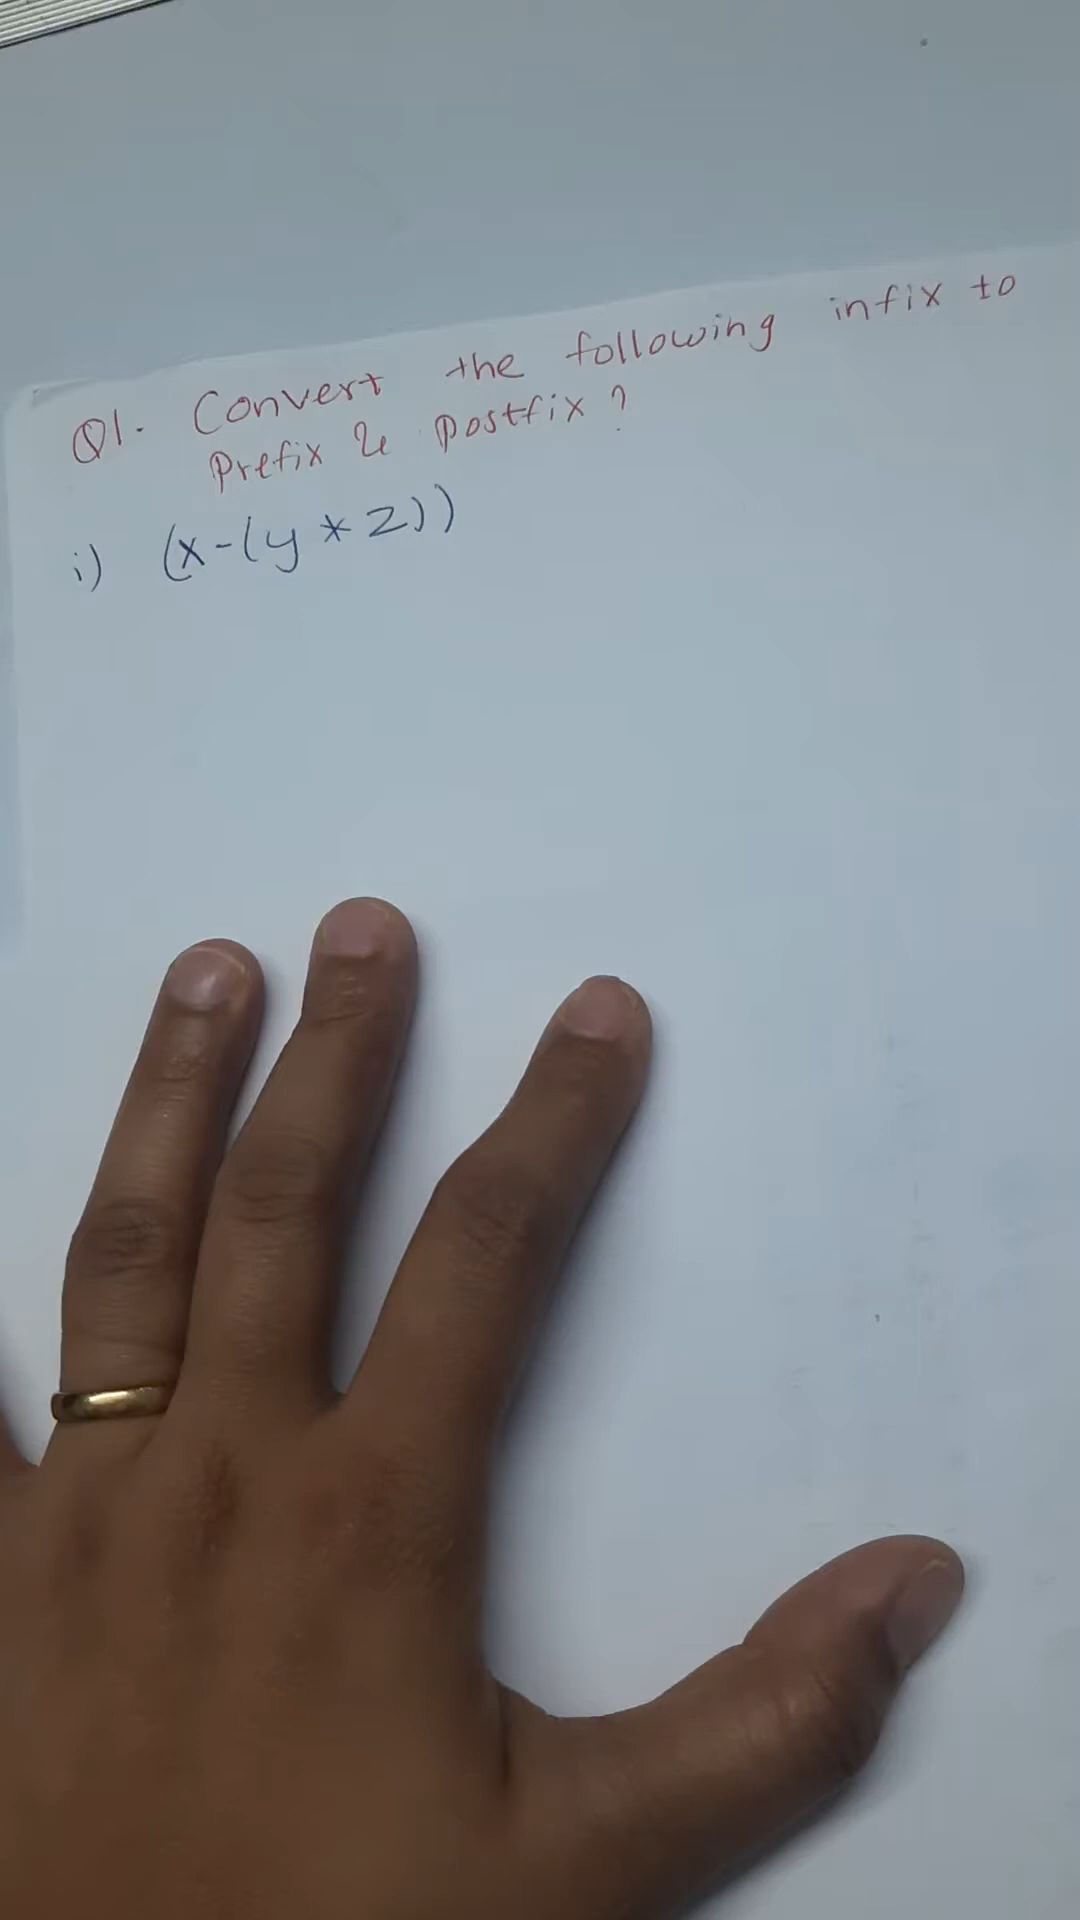 Q1. Convert the following infix to
Prefix & Postfix ?
i) (x-(y * z))